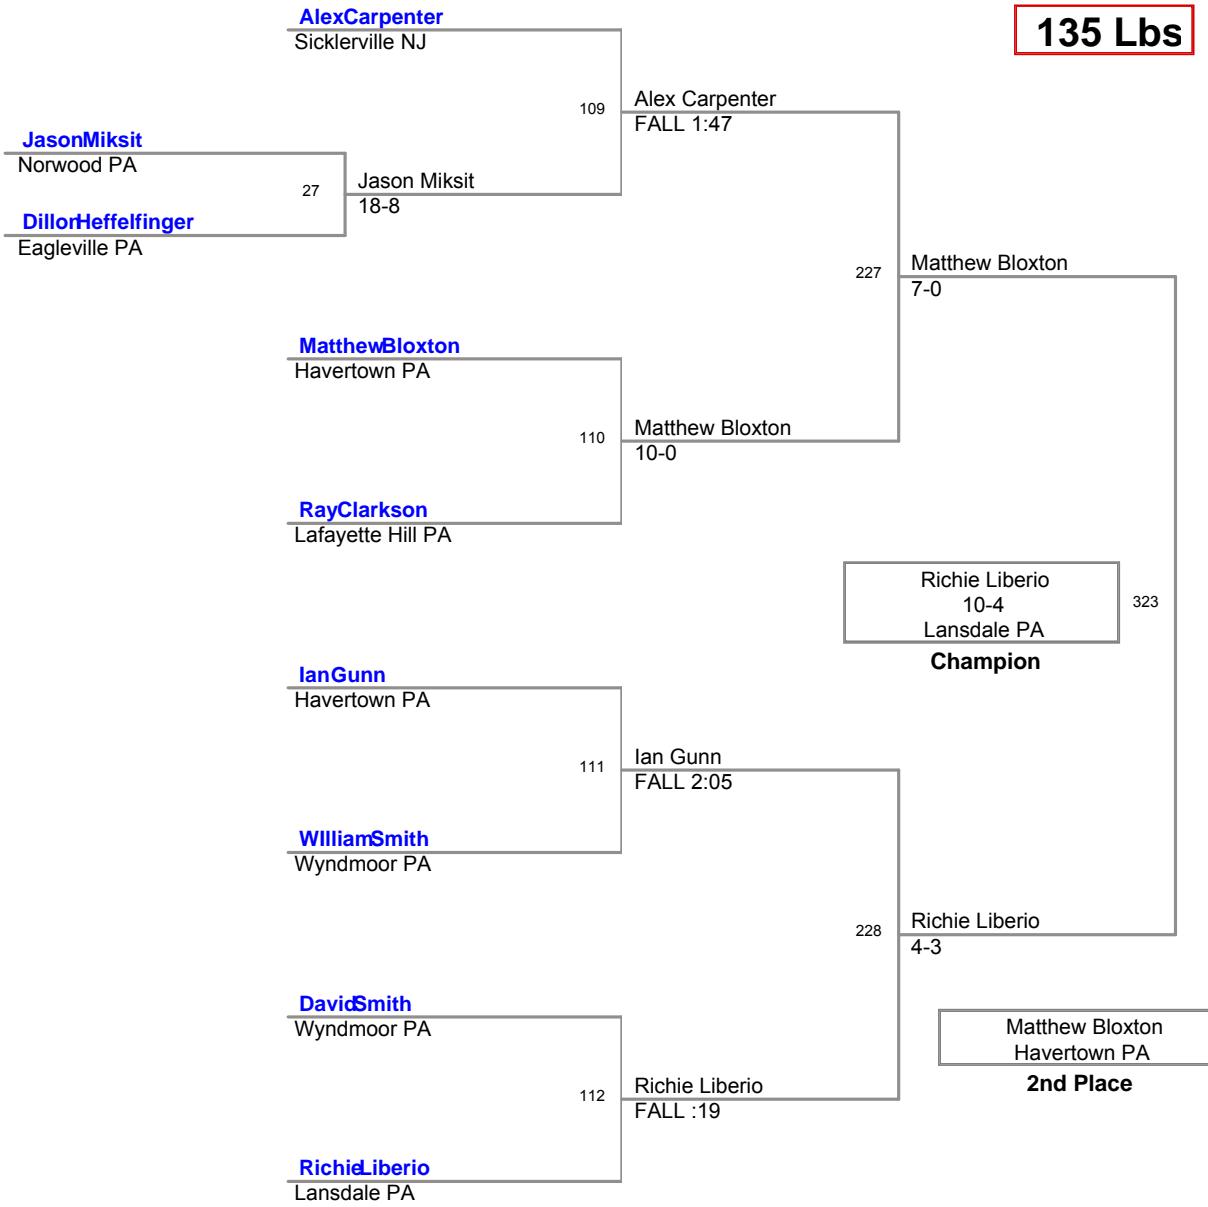 AlexCarpenter
Sicklerville NJ
135 Lbs
109
Alex Carpenter
FALL 1:47
JasonMiksit
Norwood PA
27
Jason Miksit
18-8
DillonHeffelfinger
Eagleville PA
227
Matthew Bloxton
7-0
MatthewBloxton
Havertown PA
110
Matthew Bloxton
10-0
RayClarkson
Lafayette Hill PA
Richie Liberio
10-4
Lansdale PA
323
Champion
IanGunn
Havertown PA
111
Ian Gunn
FALL 2:05
WIlliamSmith
Wyndmoor PA
228
Richie Liberio
4-3
DavidSmith
Wyndmoor PA
Matthew Bloxton
Havertown PA
2nd Place
112
Richie Liberio
FALL :19
RichieLiberio
Lansdale PA